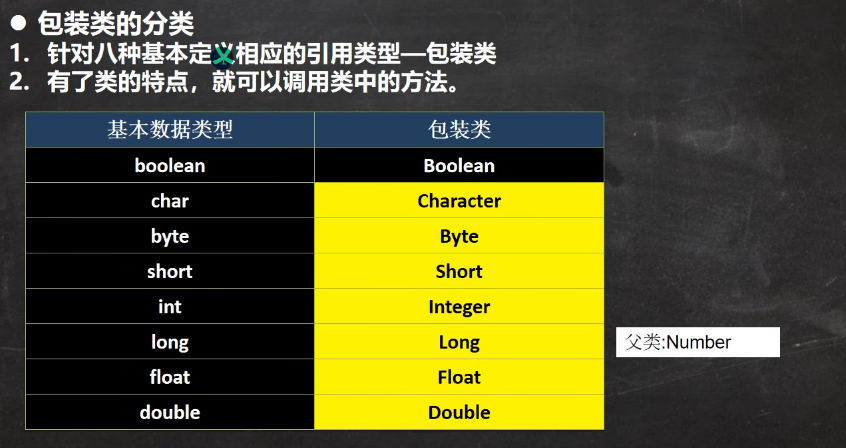 ● 包装类的分类
1. 针对八种基本定义相应的引用类型—包装类
2. 有了类的特点，就可以调用类中的方法。
基本数据类型 包装类
boolean Boolean
char Character
byte Byte
short Short
int Integer
long Long
父类:Number
float Float
double Double